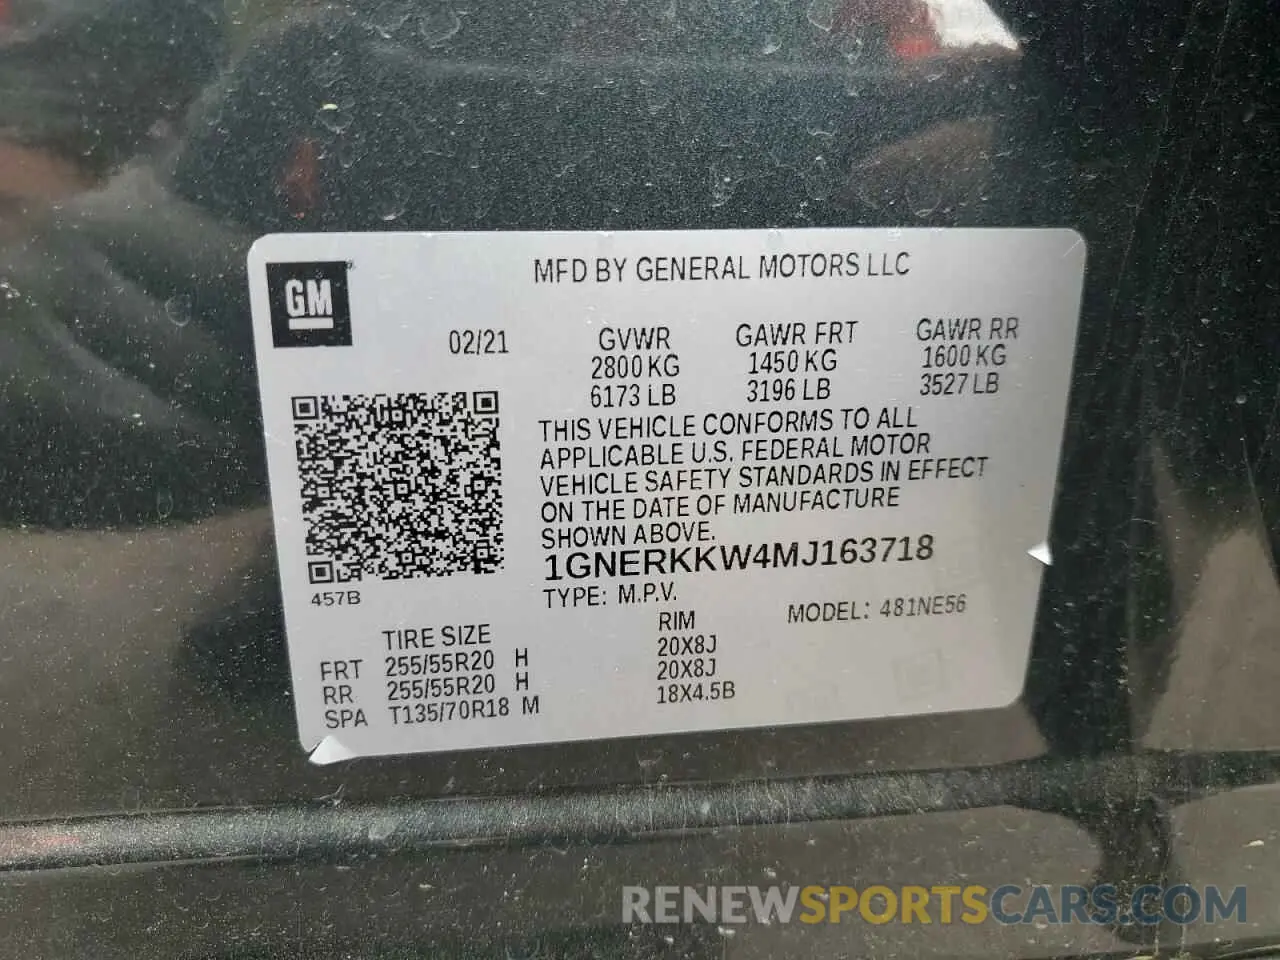 GM
MFD BY GENERAL MOTORS LLC
02/21 GVWR GAWR FRT GAWR RR
2800 KG 1450 KG 1600 KG
6173 LB 3196 LB 3527 LB
THIS VEHICLE CONFORMS TO ALL
APPLICABLE U.S. FEDERAL MOTOR
VEHICLE SAFETY STANDARDS IN EFFECT
ON THE DATE OF MANUFACTURE
SHOWN ABOVE.
1GNERKKW4MJ163718
457B
TYPE: M.P.V. MODEL: 481NE56
TIRE SIZE RIM
FRT 255/55R20 H 20X8J
RR 255/55R20 H 20X8J
SPA T135/70R18 M 18X4.5B
RENEWSPORTSCARS.COM